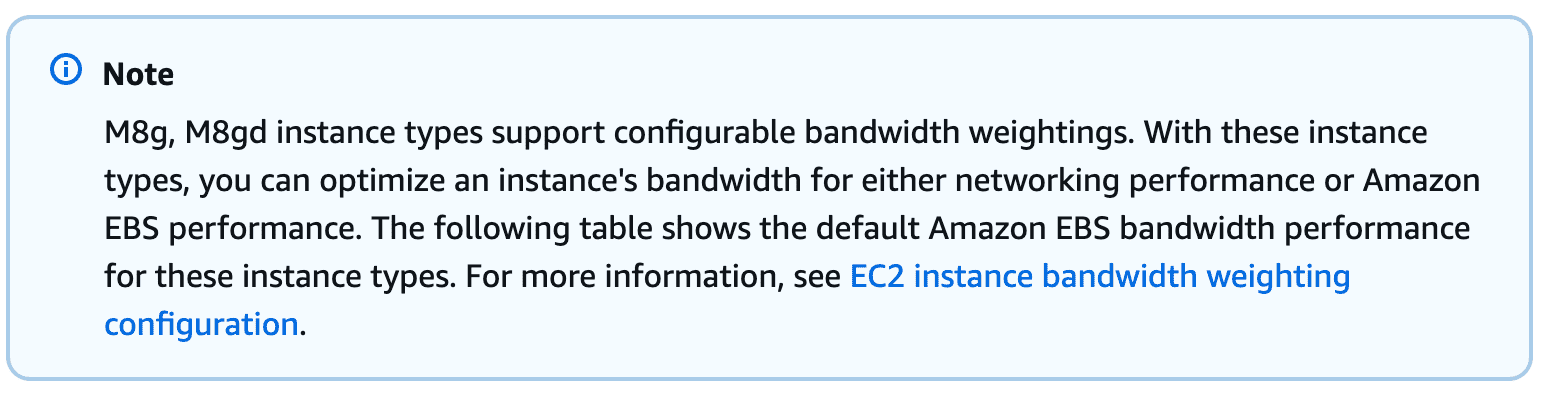 Note
M8g, M8gd instance types support configurable bandwidth weightings. With these instance
types, you can optimize an instance's bandwidth for either networking performance or Amazon
EBS performance. The following table shows the default Amazon EBS bandwidth performance
for these instance types. For more information, see EC2 instance bandwidth weighting
configuration.